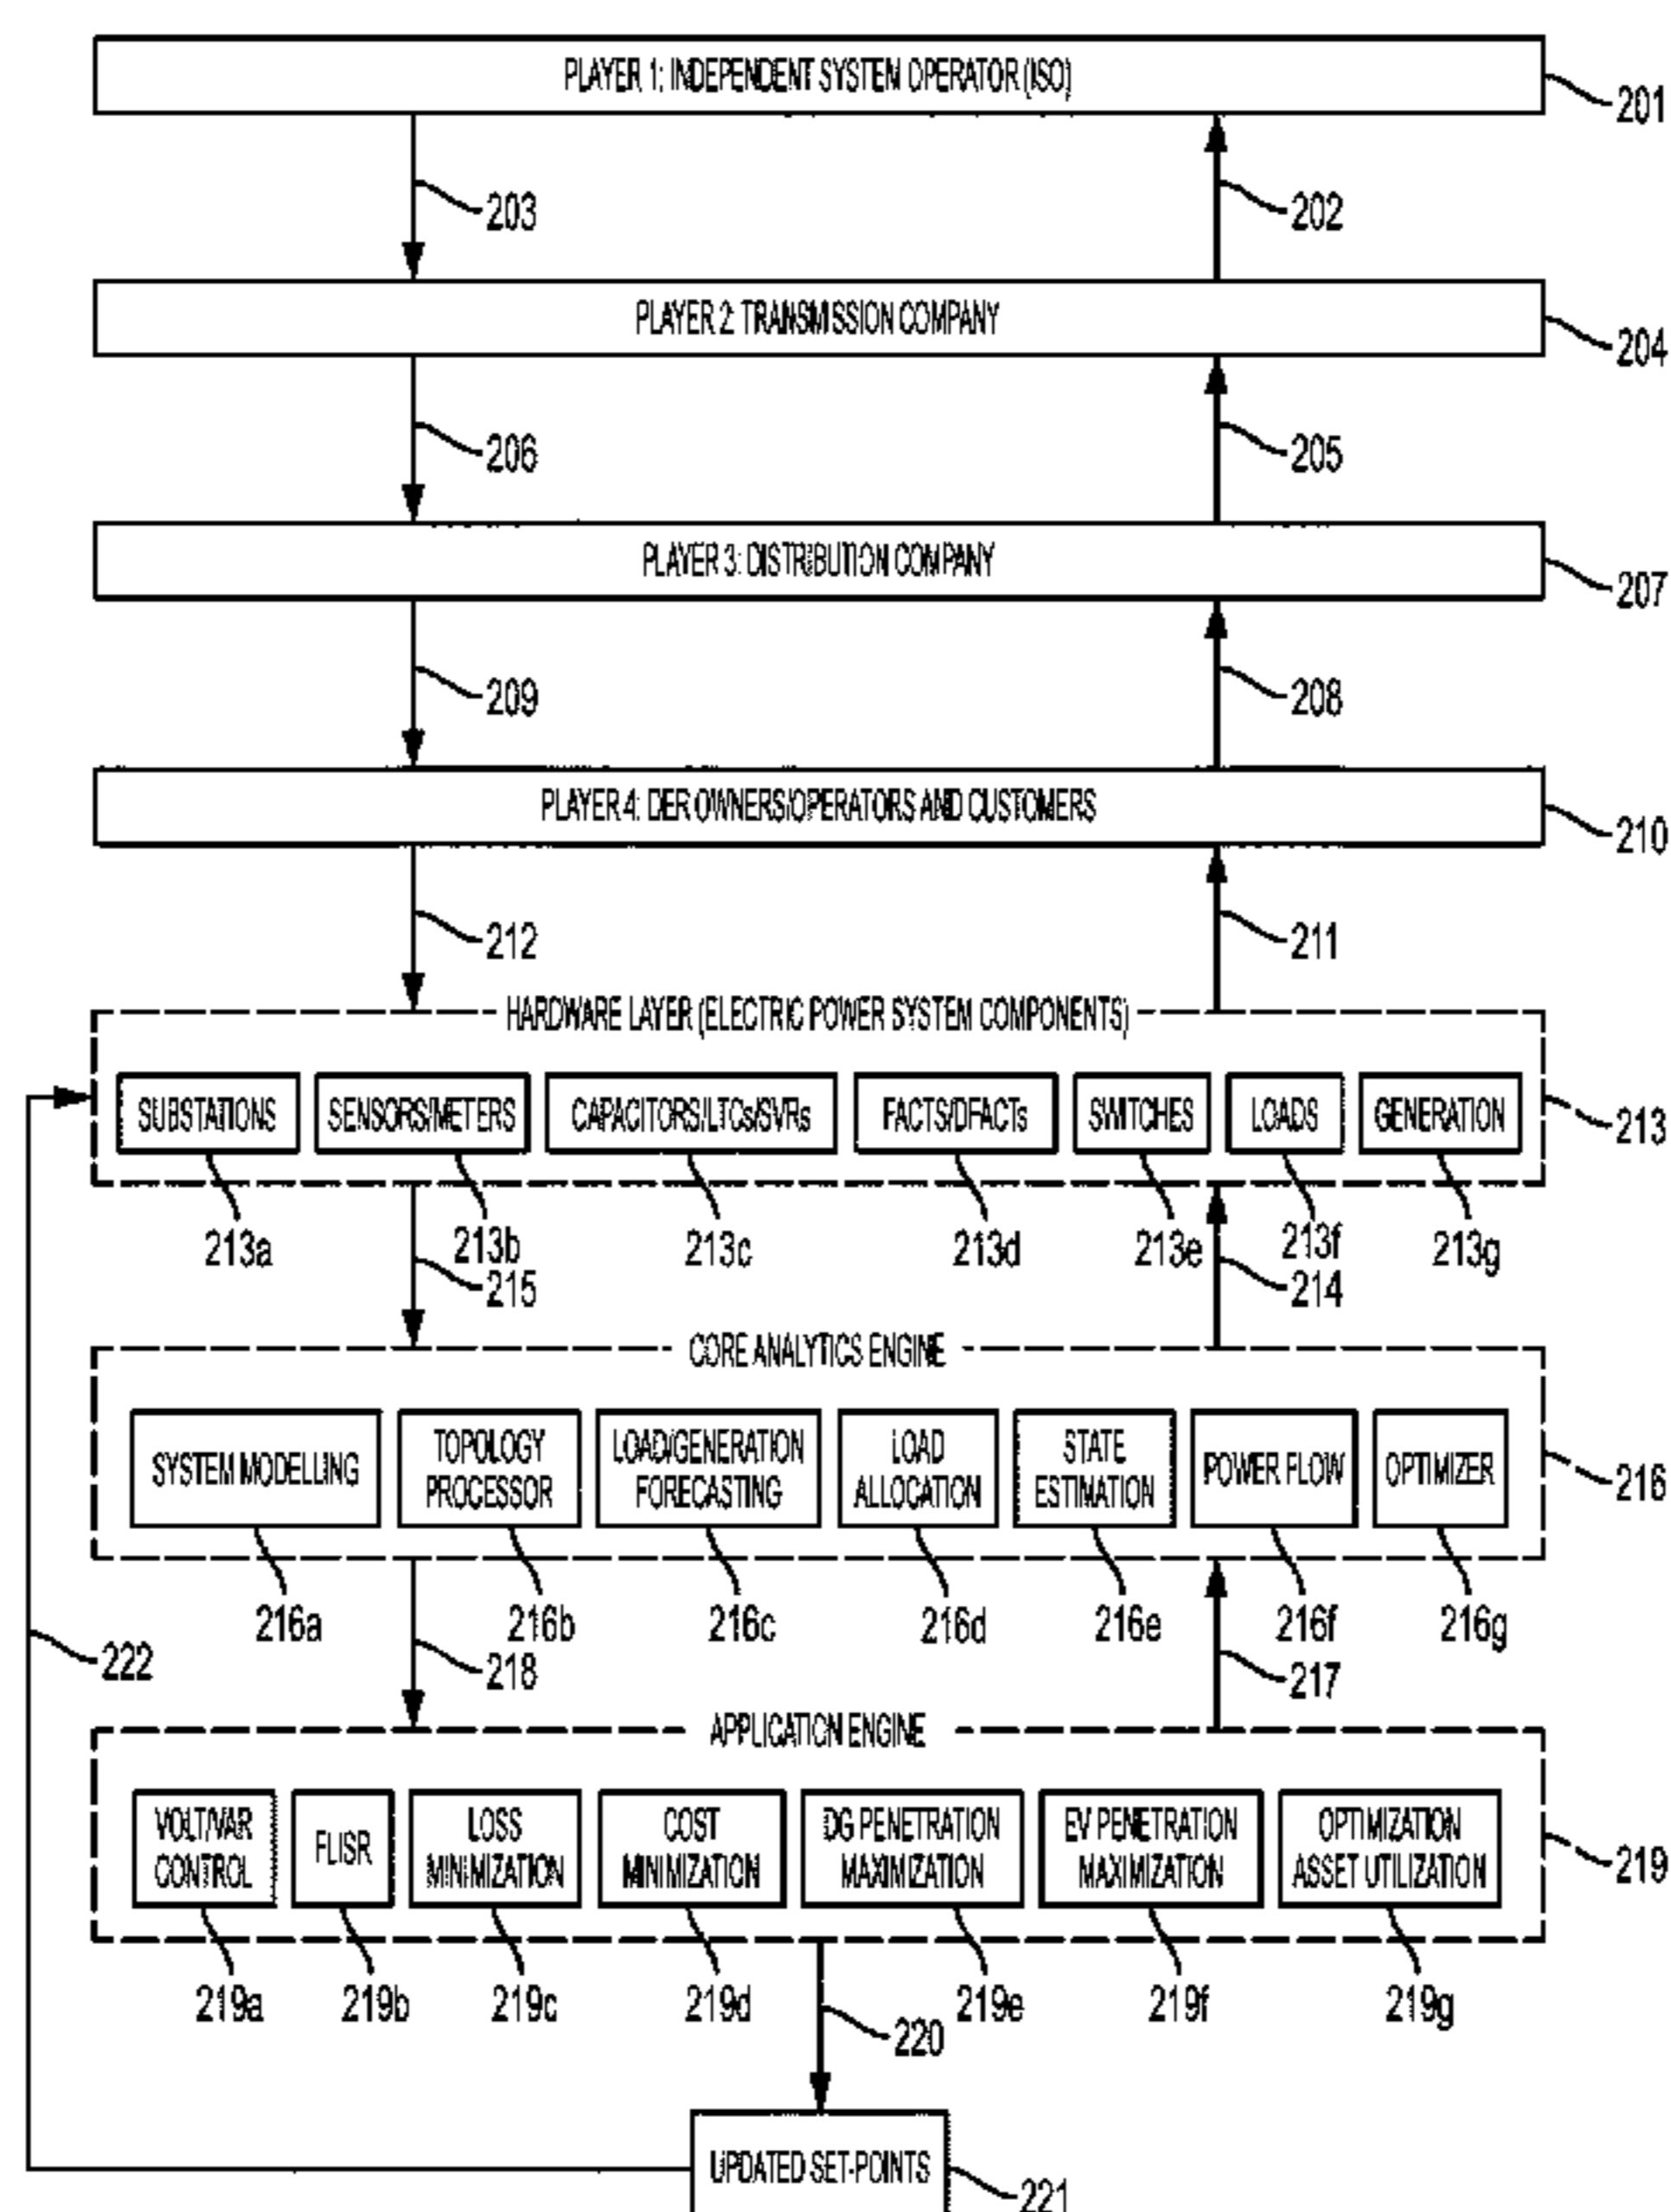 PLAYER 1: INDEPENDENT SYSTEM OPERATOR (ISO)
201
203
202
PLAYER 2: TRANSMISSION COMPANY
204
206
205
PLAYER 3: DISTRIBUTION COMPANY
207
209
208
PLAYER 4: DER OWNERS/OPERATORS AND CUSTOMERS
210
212
211
HARDWARE LAYER (ELECTRIC POWER SYSTEM COMPONENTS)
SUBSTATIONS
SENSORS/METERS
CAPACITORS/LTCs/SVRs
FACTS/DFACTs
SWITCHES
LOADS
GENERATION
213
213a
213b
213c
213d
213e
213f
213g
215
214
CORE ANALYTICS ENGINE
SYSTEM MODELLING
TOPOLOGY
PROCESSOR
LOAD/GENERATION
FORECASTING
LOAD
ALLOCATION
STATE
ESTIMATION
POWER FLOW
OPTIMIZER
216
216a
216b
216c
216d
216e
216f
216g
222
218
217
APPLICATION ENGINE
VOLT/VAR
CONTROL
FLISR
LOSS
MINIMIZATION
COST
MINIMIZATION
DG PENETRATION
MAXIMIZATION
EV PENETRATION
MAXIMIZATION
OPTIMIZATION
ASSET UTILIZATION
219
219a
219b
219c
219d
219e
219f
219g
220
UPDATED SET-POINTS
221